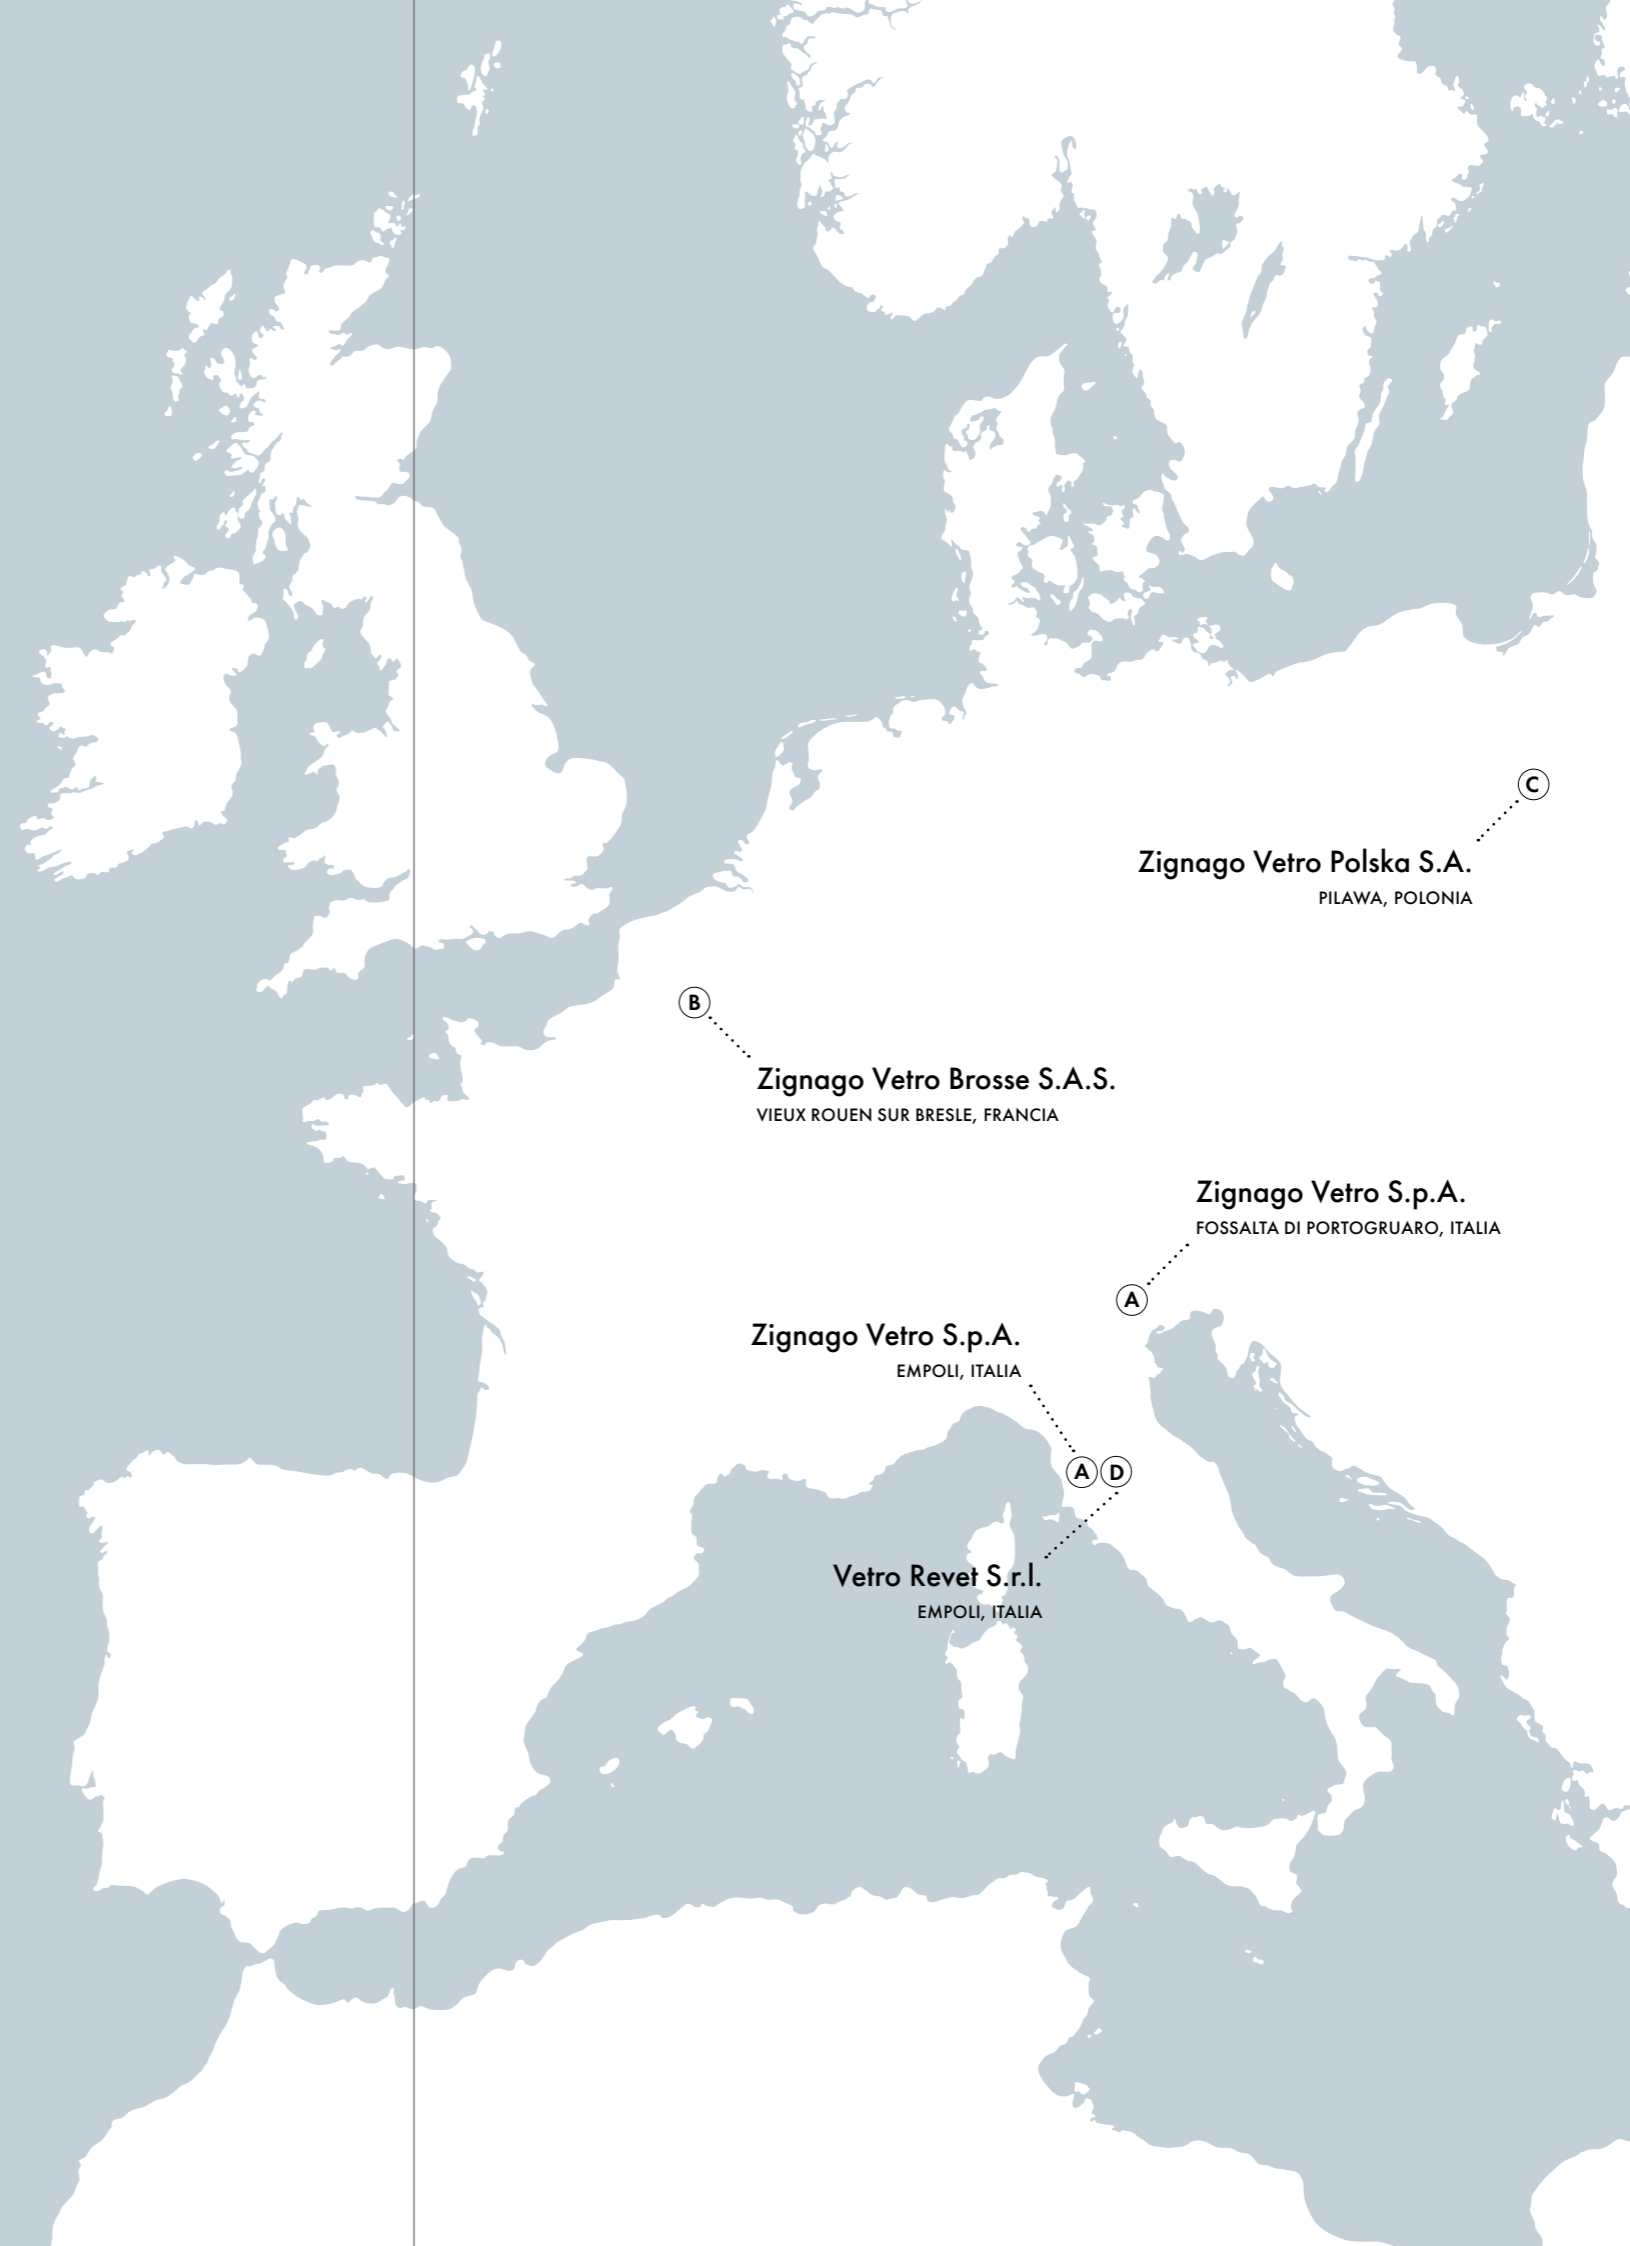 C
Zignago Vetro Polska S.A.
PILAWA, POLONIA
B
Zignago Vetro Brosse S.A.S.
VIEUX ROUEN SUR BRESLE, FRANCIA
Zignago Vetro S.p.A.
FOSSALTA DI PORTOGRUARO, ITALIA
A
Zignago Vetro S.p.A.
EMPOLI, ITALIA
A D
Vetro Revet S.r.l.
EMPOLI, ITALIA